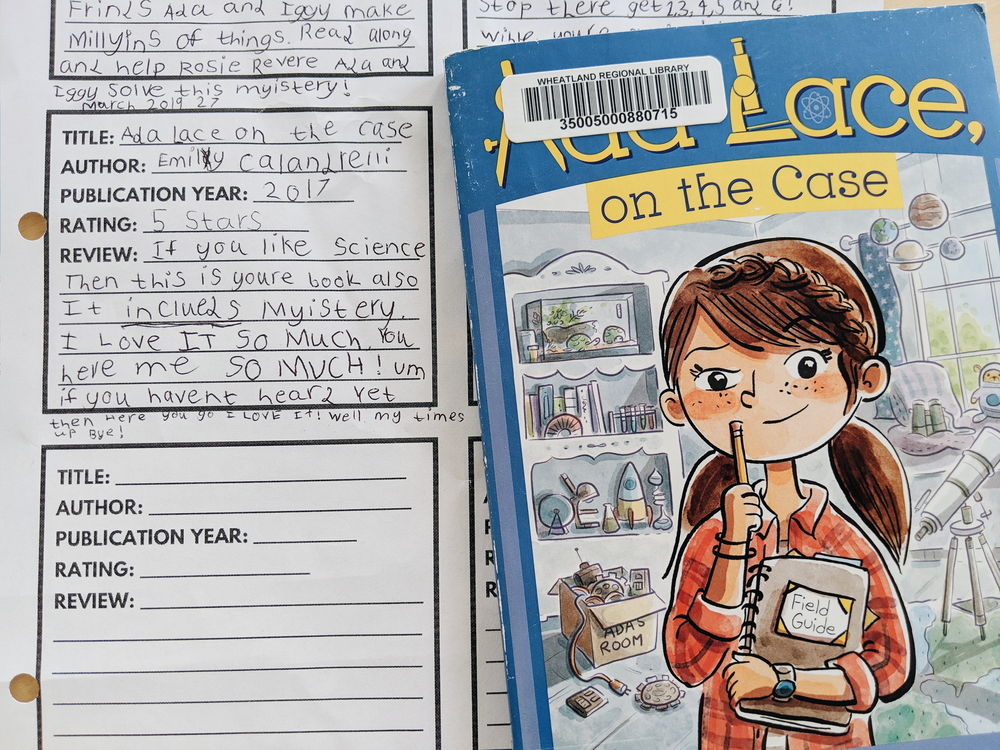 Frinds Ada and Iggy make
Millyins of things. Read along
and help Rosie Revere Ada and
Iggy Solve this myistery!
March 2019 27
TITLE: Ada lace on the case
AUTHOR: Emily Calandrelli
PUBLICATION YEAR: 2017
RATING: 5 Stars
REVIEW: If you like Science
Then this is youre book also
It inclueds Myistery.
I Love IT So Much. You
here me SO MUCH! um
if you havent heard yet
then here you go I LOVE IT! well my times
up Bye!
TITLE:
AUTHOR:
PUBLICATION YEAR:
RATING:
REVIEW:
Stop there get 2,3,4,5 and 6!
WHEATLAND REGIONAL LIBRARY
35005000880715
Ada Lace,
on the Case
ADA'S
ROOM
Field
Guide